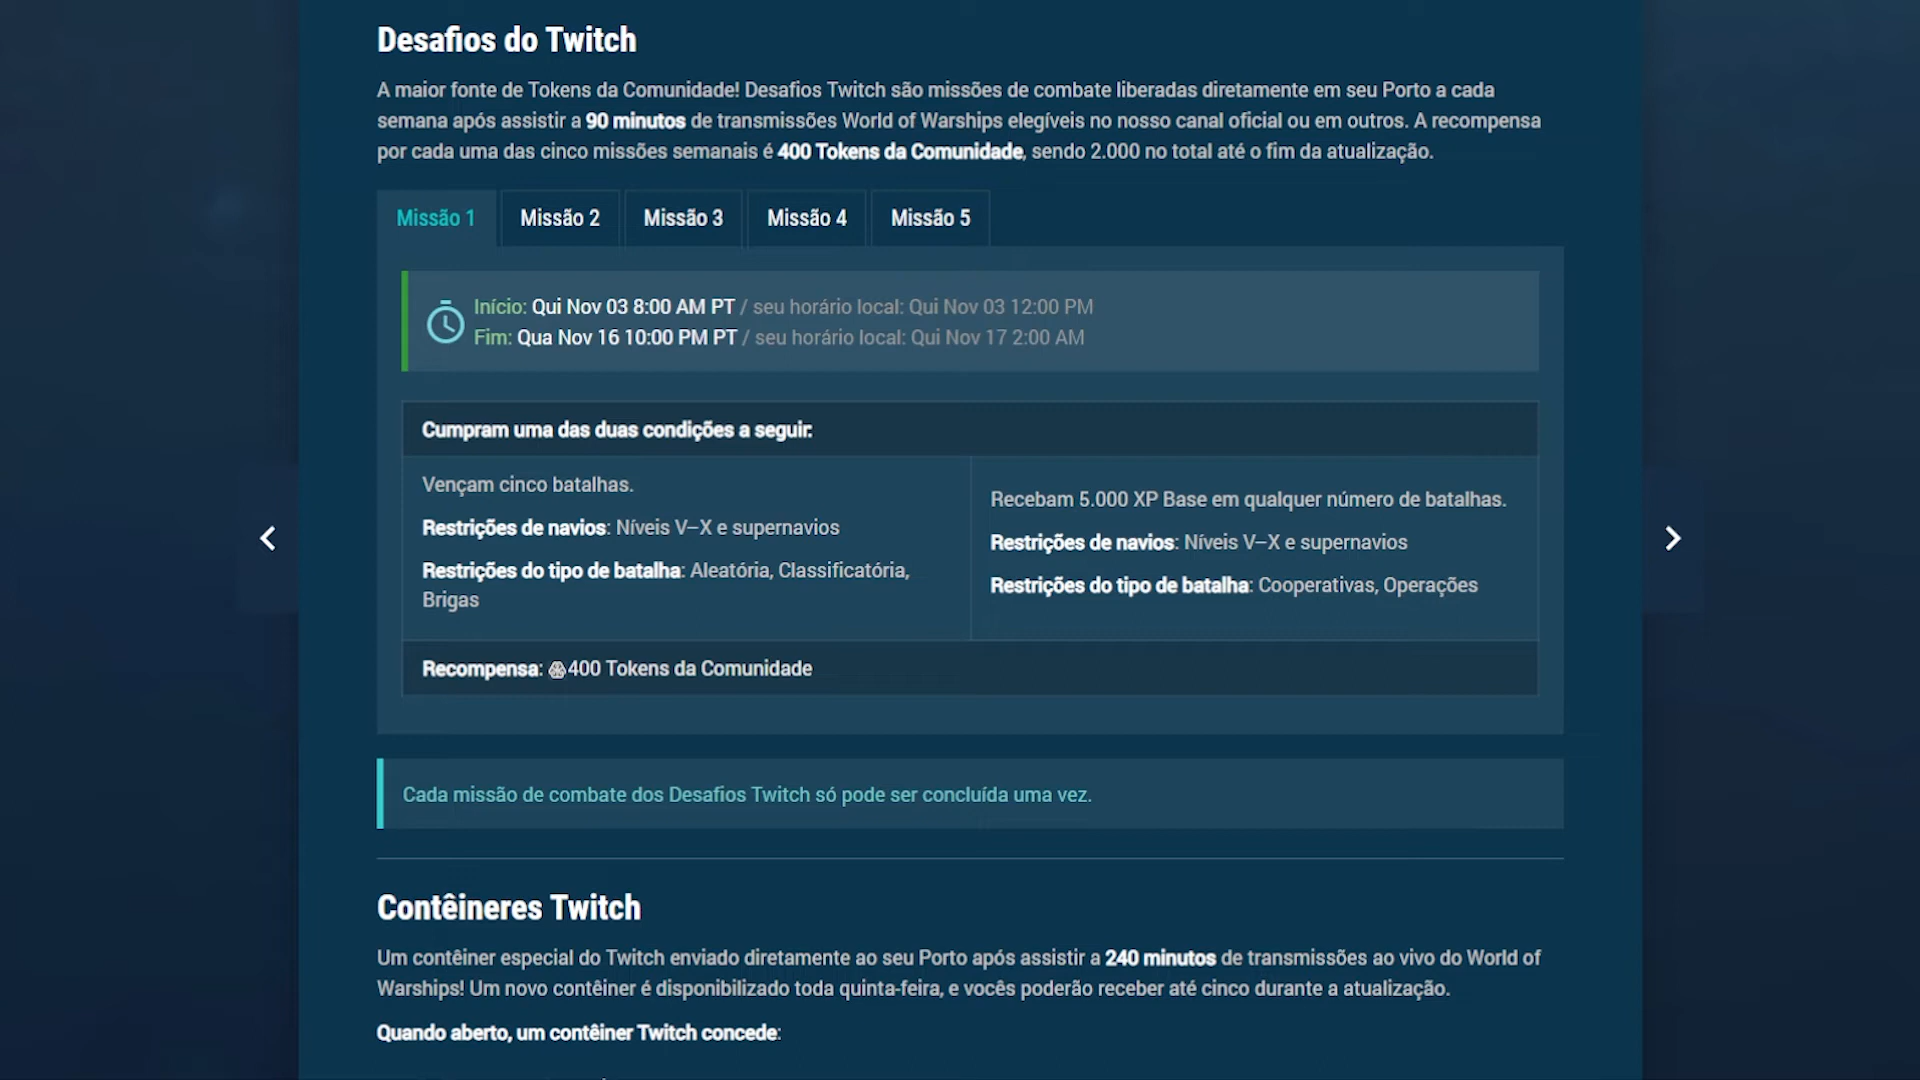 Desafios do Twitch
A maior fonte de Tokens da Comunidade! Desafios Twitch são missões de combate liberadas diretamente em seu Porto a cada
semana após assistir a 90 minutos de transmissões World of Warships elegíveis no nosso canal oficial ou em outros. A recompensa
por cada uma das cinco missões semanais é 400 Tokens da Comunidade, sendo 2.000 no total até o fim da atualização.
Missão 1 Missão 2 Missão 3 Missão 4 Missão 5
Início: Qui Nov 03 8:00 AM PT / seu horário local: Qui Nov 03 12:00 PM
Fim: Qua Nov 16 10:00 PM PT / seu horário local: Qui Nov 17 2:00 AM
Cumpram uma das duas condições a seguir:
Vençam cinco batalhas.
Restrições de navios: Níveis V–X e supernavios
Restrições do tipo de batalha: Aleatória, Classificatória,
Brigas
Recebam 5.000 XP Base em qualquer número de batalhas.
Restrições de navios: Níveis V–X e supernavios
Restrições do tipo de batalha: Cooperativas, Operações
Recompensa: 400 Tokens da Comunidade
Cada missão de combate dos Desafios Twitch só pode ser concluída uma vez.
Contêineres Twitch
Um contêiner especial do Twitch enviado diretamente ao seu Porto após assistir a 240 minutos de transmissões ao vivo do World of
Warships! Um novo contêiner é disponibilizado toda quinta-feira, e vocês poderão receber até cinco durante a atualização.
Quando aberto, um contêiner Twitch concede: